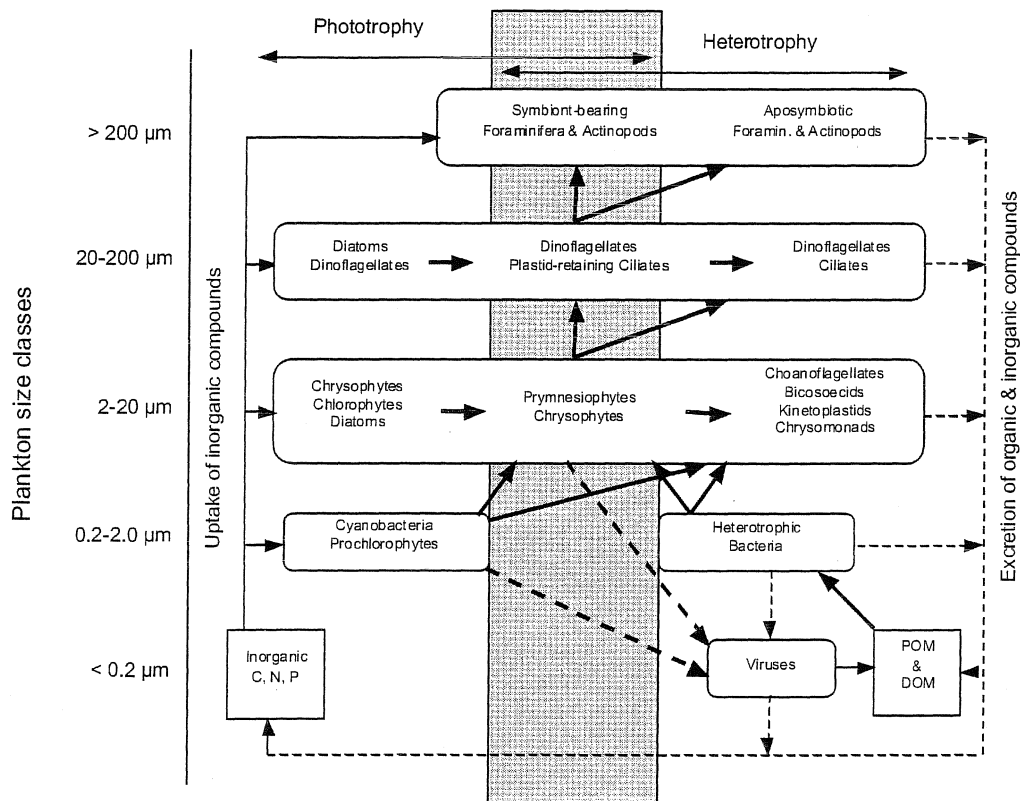 Phototrophy
Heterotrophy
Plankton size classes
Uptake of inorganic compounds
Excretion of organic & inorganic compounds
> 200 µm
Symbiont-bearing
Foraminifera & Actinopods
Aposymbiotic
Foramin. & Actinopods
20-200 µm
Diatoms
Dinoflagellates
Dinoflagellates
Plastid-retaining Ciliates
Dinoflagellates
Ciliates
2-20 µm
Chrysophytes
Chlorophytes
Diatoms
Prymnesiophytes
Chrysophytes
Choanoflagellates
Bicosoecids
Kinetoplastids
Chrysomonads
0.2-2.0 µm
Cyanobacteria
Prochlorophytes
Heterotrophic
Bacteria
< 0.2 µm
Inorganic
C, N, P
Viruses
POM
&
DOM